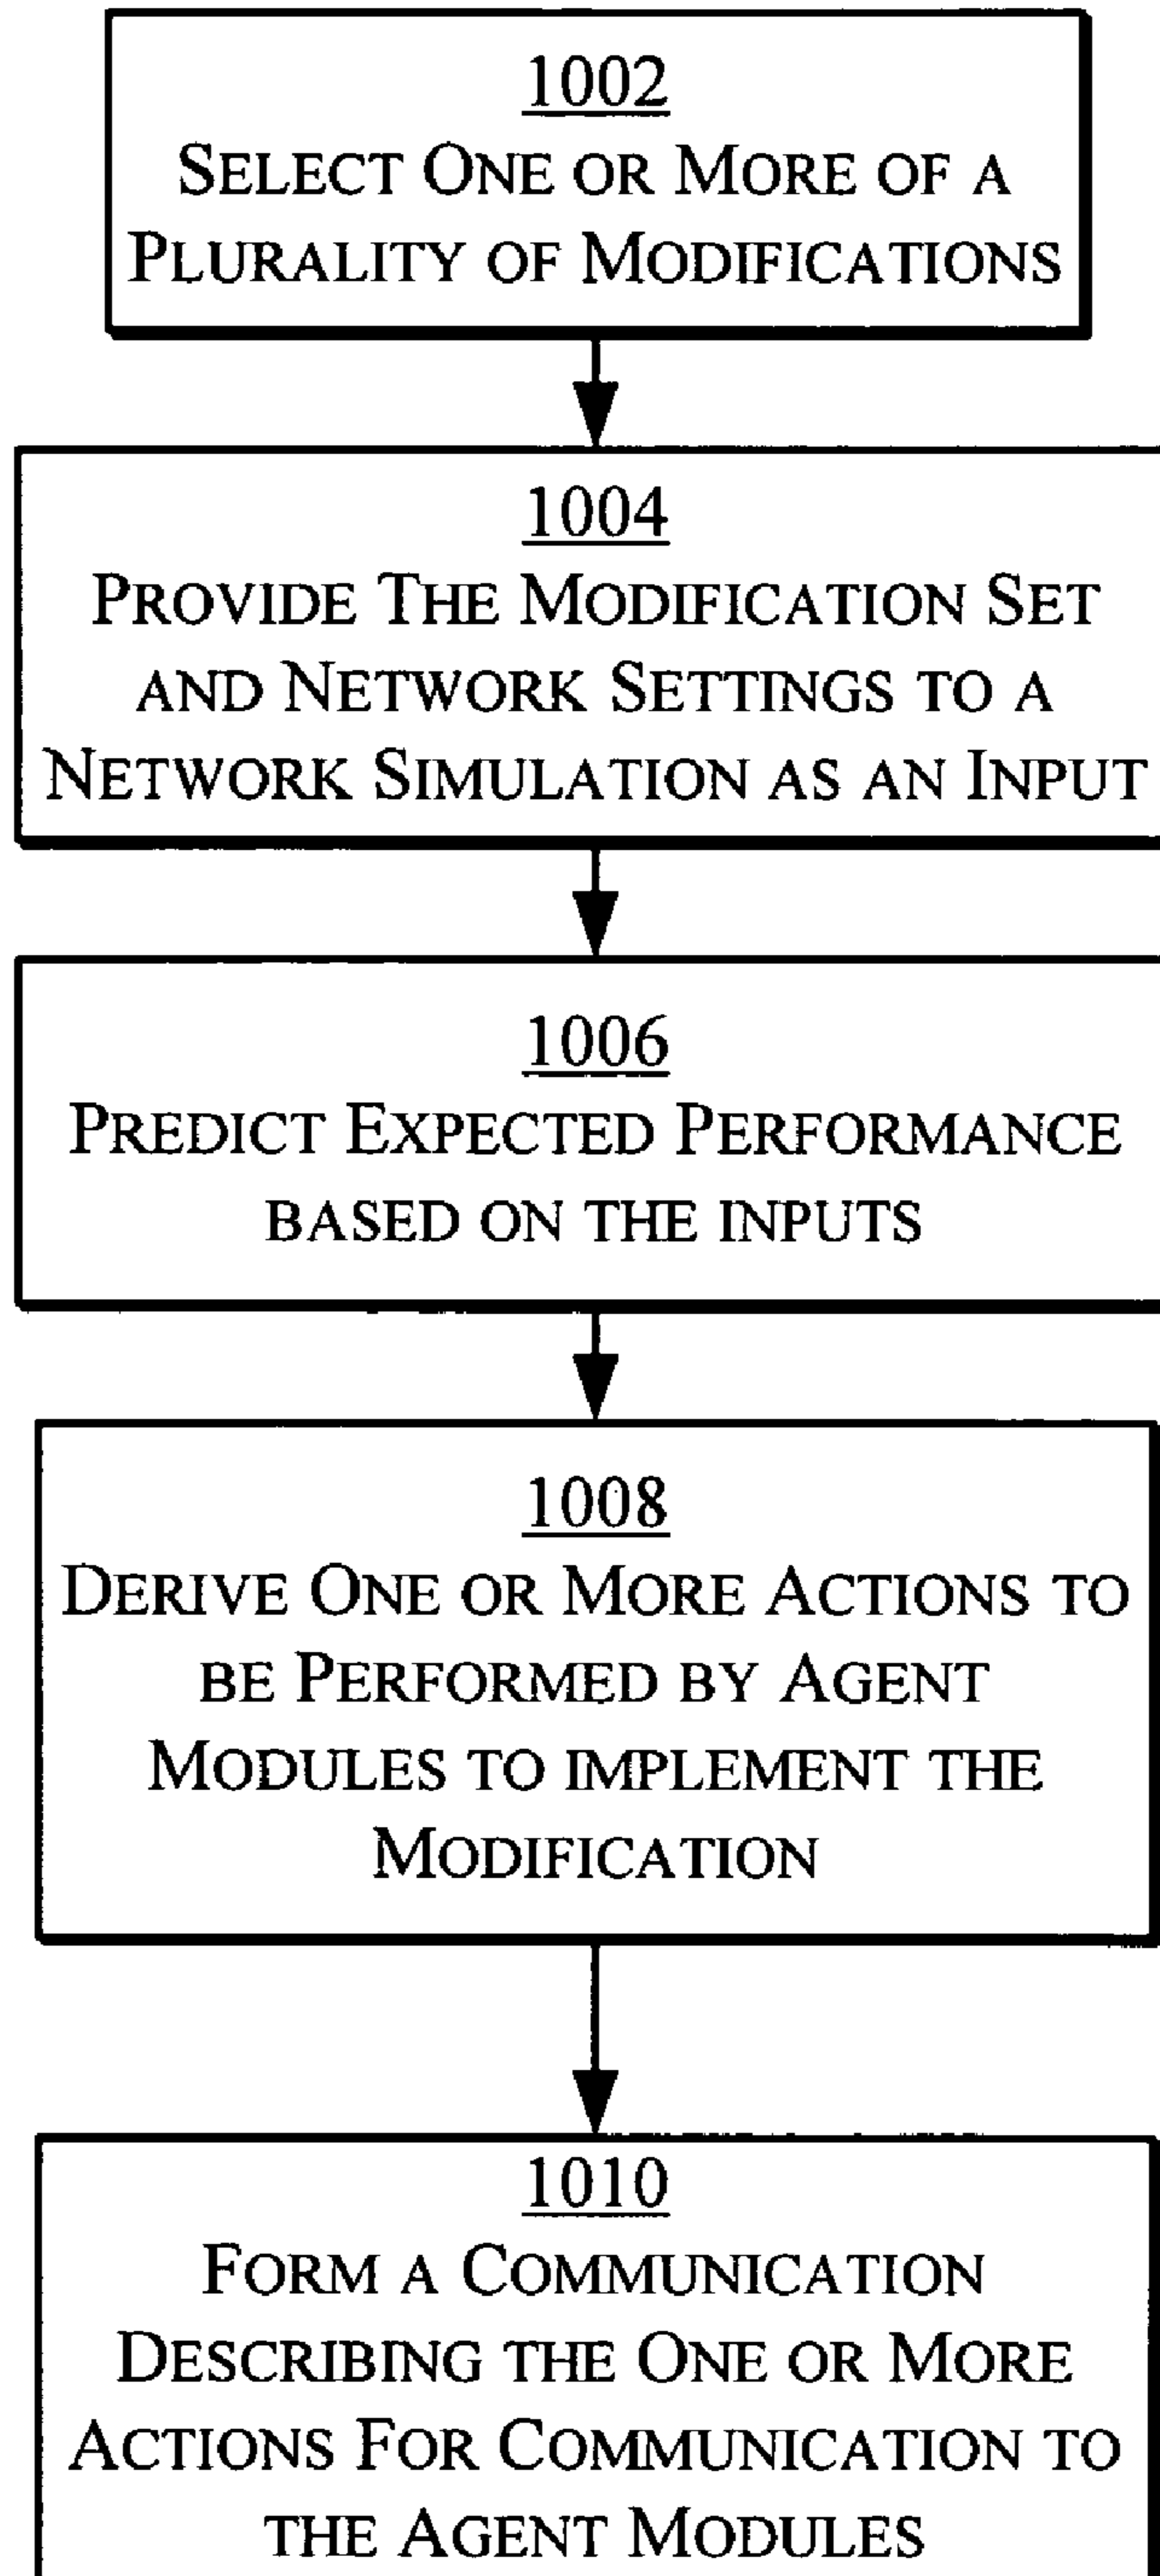 1002
SELECT ONE OR MORE OF A
PLURALITY OF MODIFICATIONS
1004
PROVIDE THE MODIFICATION SET
AND NETWORK SETTINGS TO A
NETWORK SIMULATION AS AN INPUT
1006
PREDICT EXPECTED PERFORMANCE
BASED ON THE INPUTS
1008
DERIVE ONE OR MORE ACTIONS TO
BE PERFORMED BY AGENT
MODULES TO IMPLEMENT THE
MODIFICATION
1010
FORM A COMMUNICATION
DESCRIBING THE ONE OR MORE
ACTIONS FOR COMMUNICATION TO
THE AGENT MODULES